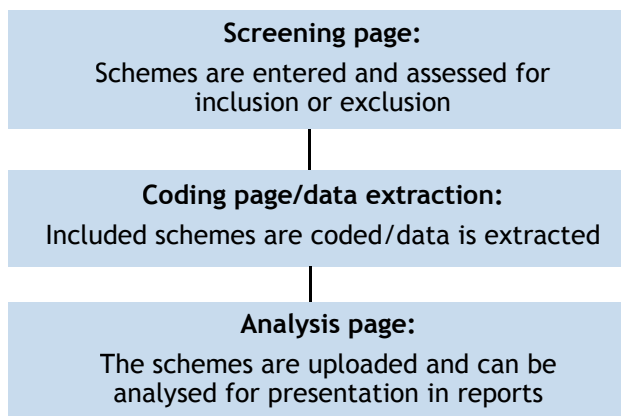 Screening page:
Schemes are entered and assessed for
inclusion or exclusion
Coding page/data extraction:
Included schemes are coded/data is extracted
Analysis page:
The schemes are uploaded and can be
analysed for presentation in reports